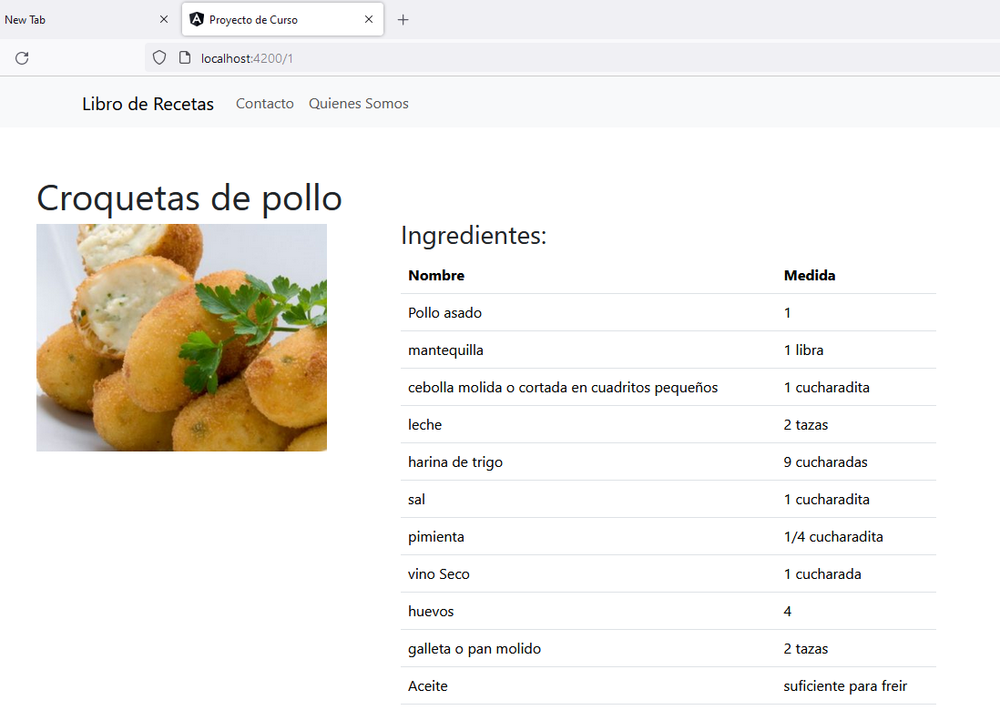 New Tab
Proyecto de Curso
localhost:4200/1
Libro de Recetas Contacto Quienes Somos
Croquetas de pollo
Ingredientes:
Nombre Medida
Pollo asado 1
mantequilla 1 libra
cebolla molida o cortada en cuadritos pequeños 1 cucharadita
leche 2 tazas
harina de trigo 9 cucharadas
sal 1 cucharadita
pimienta 1/4 cucharadita
vino Seco 1 cucharada
huevos 4
galleta o pan molido 2 tazas
Aceite suficiente para freir